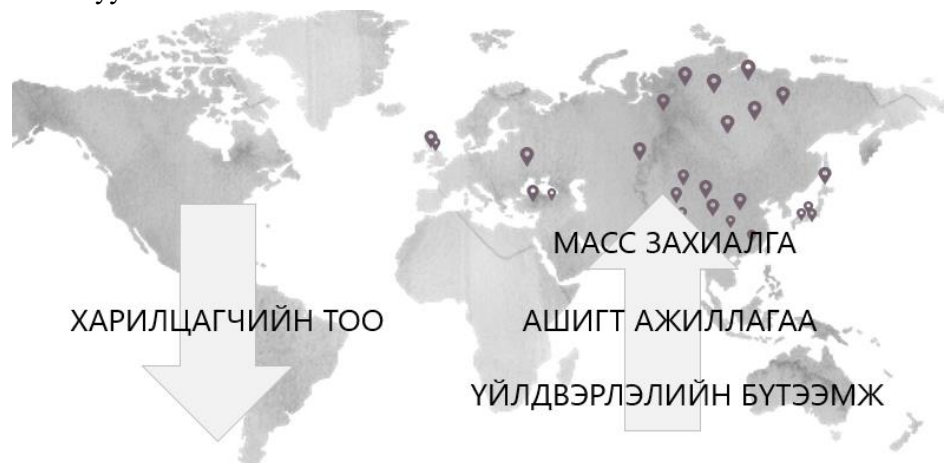 МАСС ЗАХИАЛГА
ХАРИЛЦАГЧИЙН ТОО
АШИГТ АЖИЛЛАГАА
ҮЙЛДВЭРЛЭЛИЙН БҮТЭЭМЖ